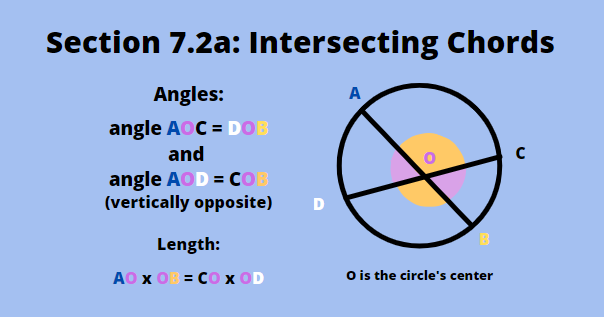 Section 7.2a: Intersecting Chords
Angles:
angle AOC = DOB
and
angle AOD = COB
(vertically opposite)
Length:
AO x OB = CO x OD
A
O
C
D
B
O is the circle's center